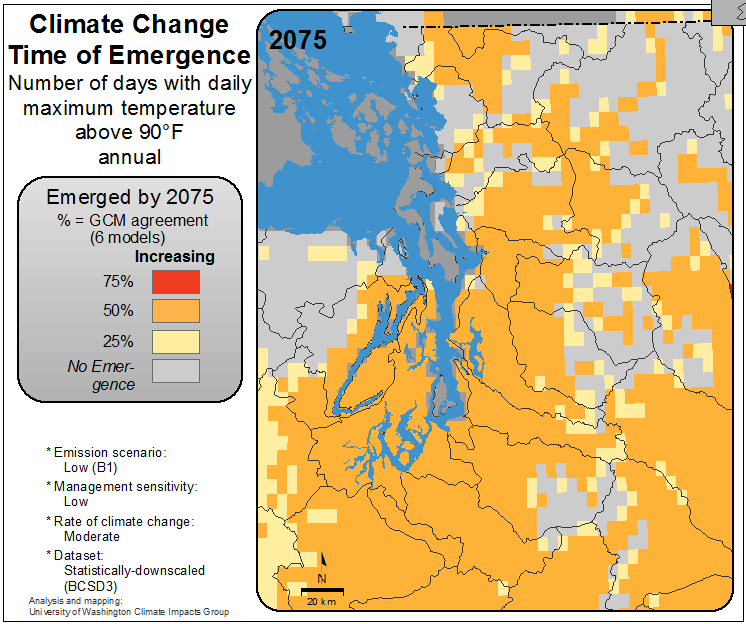 Climate Change
Time of Emergence
Number of days with daily
maximum temperature
above 90°F
annual
Emerged by 2075
% = GCM agreement
(6 models)
Increasing
75%
50%
25%
No Emer-
gence
* Emission scenario:
Low (B1)
* Management sensitivity:
Low
* Rate of climate change:
Moderate
* Dataset:
Statistically-downscaled
(BCSD3)
Analysis and mapping:
University of Washington Climate Impacts Group
2075
N
20 km